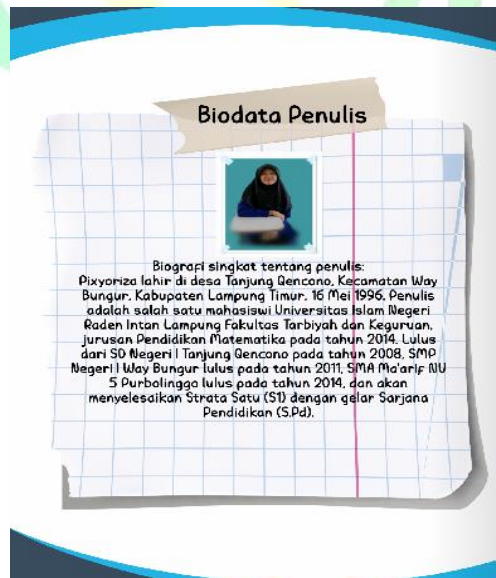 Biodata Penulis
Biografi singkat tentang penulis:
Pixyoriza lahir di desa Tanjung Qencono, Kecamatan Way
Bungur, Kabupaten Lampung Timur, 16 Mei 1996. Penulis
adalah salah satu mahasiswi Universitas Islam Negeri
Raden Intan Lampung Fakultas Tarbiyah dan Keguruan,
jurusan Pendidikan Matematika pada tahun 2014. Lulus
dari SD Negeri 1 Tanjung Qencono pada tahun 2008, SMP
Negeri 1 Way Bungur lulus pada tahun 2011, SMA Ma'arif NU
5 Purbolinggo lulus pada tahun 2014, dan akan
menyelesaikan Strata Satu (S1) dengan gelar Sarjana
Pendidikan (S.Pd).